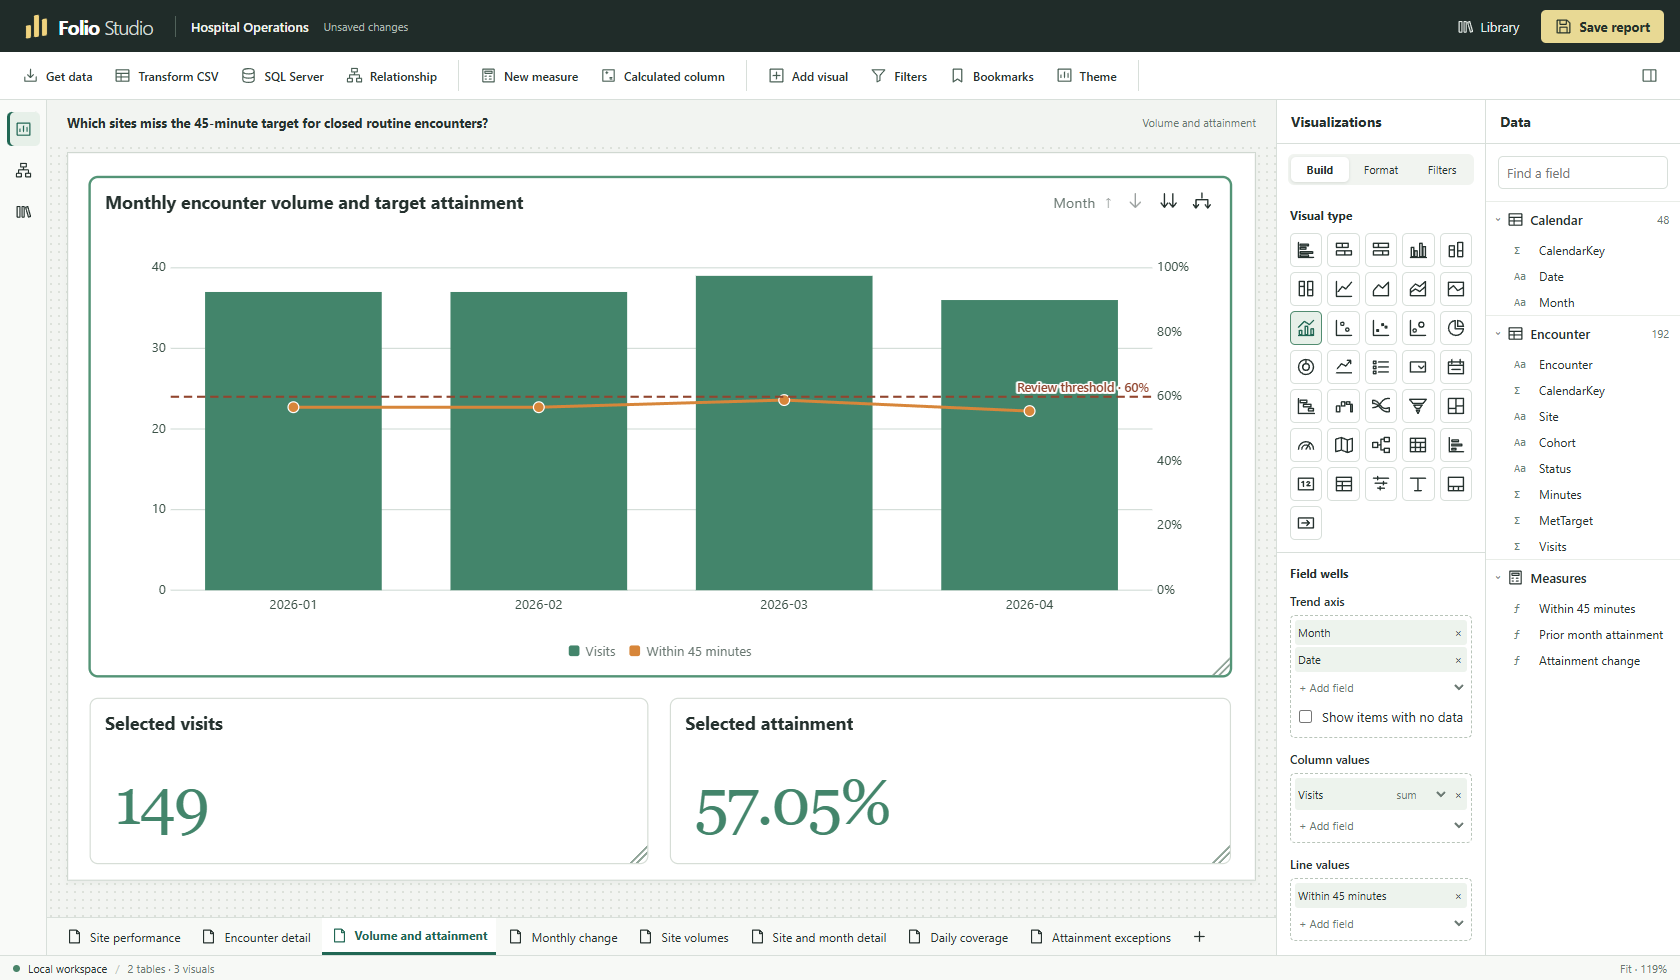 Folio Studio
Hospital Operations
Unsaved changes
Library
Save report
Get data
Transform CSV
SQL Server
Relationship
New measure
Calculated column
Add visual
Filters
Bookmarks
Theme
Which sites miss the 45-minute target for closed routine encounters?
Volume and attainment
Monthly encounter volume and target attainment
Month ↑
40
30
20
10
0
100%
80%
60%
40%
20%
0%
Review threshold · 60%
2026-01
2026-02
2026-03
2026-04
Visits
Within 45 minutes
Selected visits
149
Selected attainment
57.05%
Visualizations
Build
Format
Filters
Visual type
Field wells
Trend axis
Month ×
Date ×
+ Add field
Show items with no data
Column values
Visits sum ×
+ Add field
Line values
Within 45 minutes ×
+ Add field
Data
Find a field
Calendar 48
Σ CalendarKey
Aa Date
Aa Month
Encounter 192
Aa Encounter
Σ CalendarKey
Aa Site
Aa Cohort
Aa Status
Σ Minutes
Σ MetTarget
Σ Visits
Measures
f Within 45 minutes
f Prior month attainment
f Attainment change
Site performance
Encounter detail
Volume and attainment
Monthly change
Site volumes
Site and month detail
Daily coverage
Attainment exceptions
+
Local workspace / 2 tables · 3 visuals
Fit · 119%